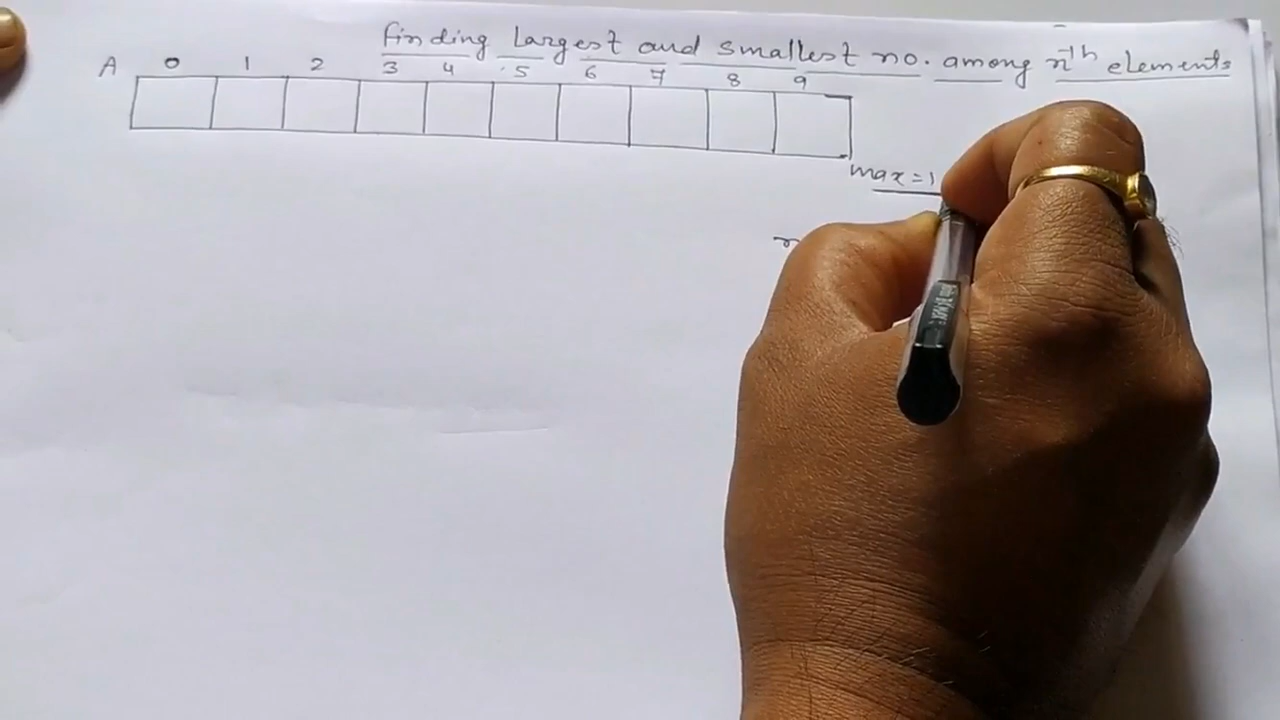 Finding Largest and smallest no. among nth elements
A 0 1 2 3 4 5 6 7 8 9
max=1
n